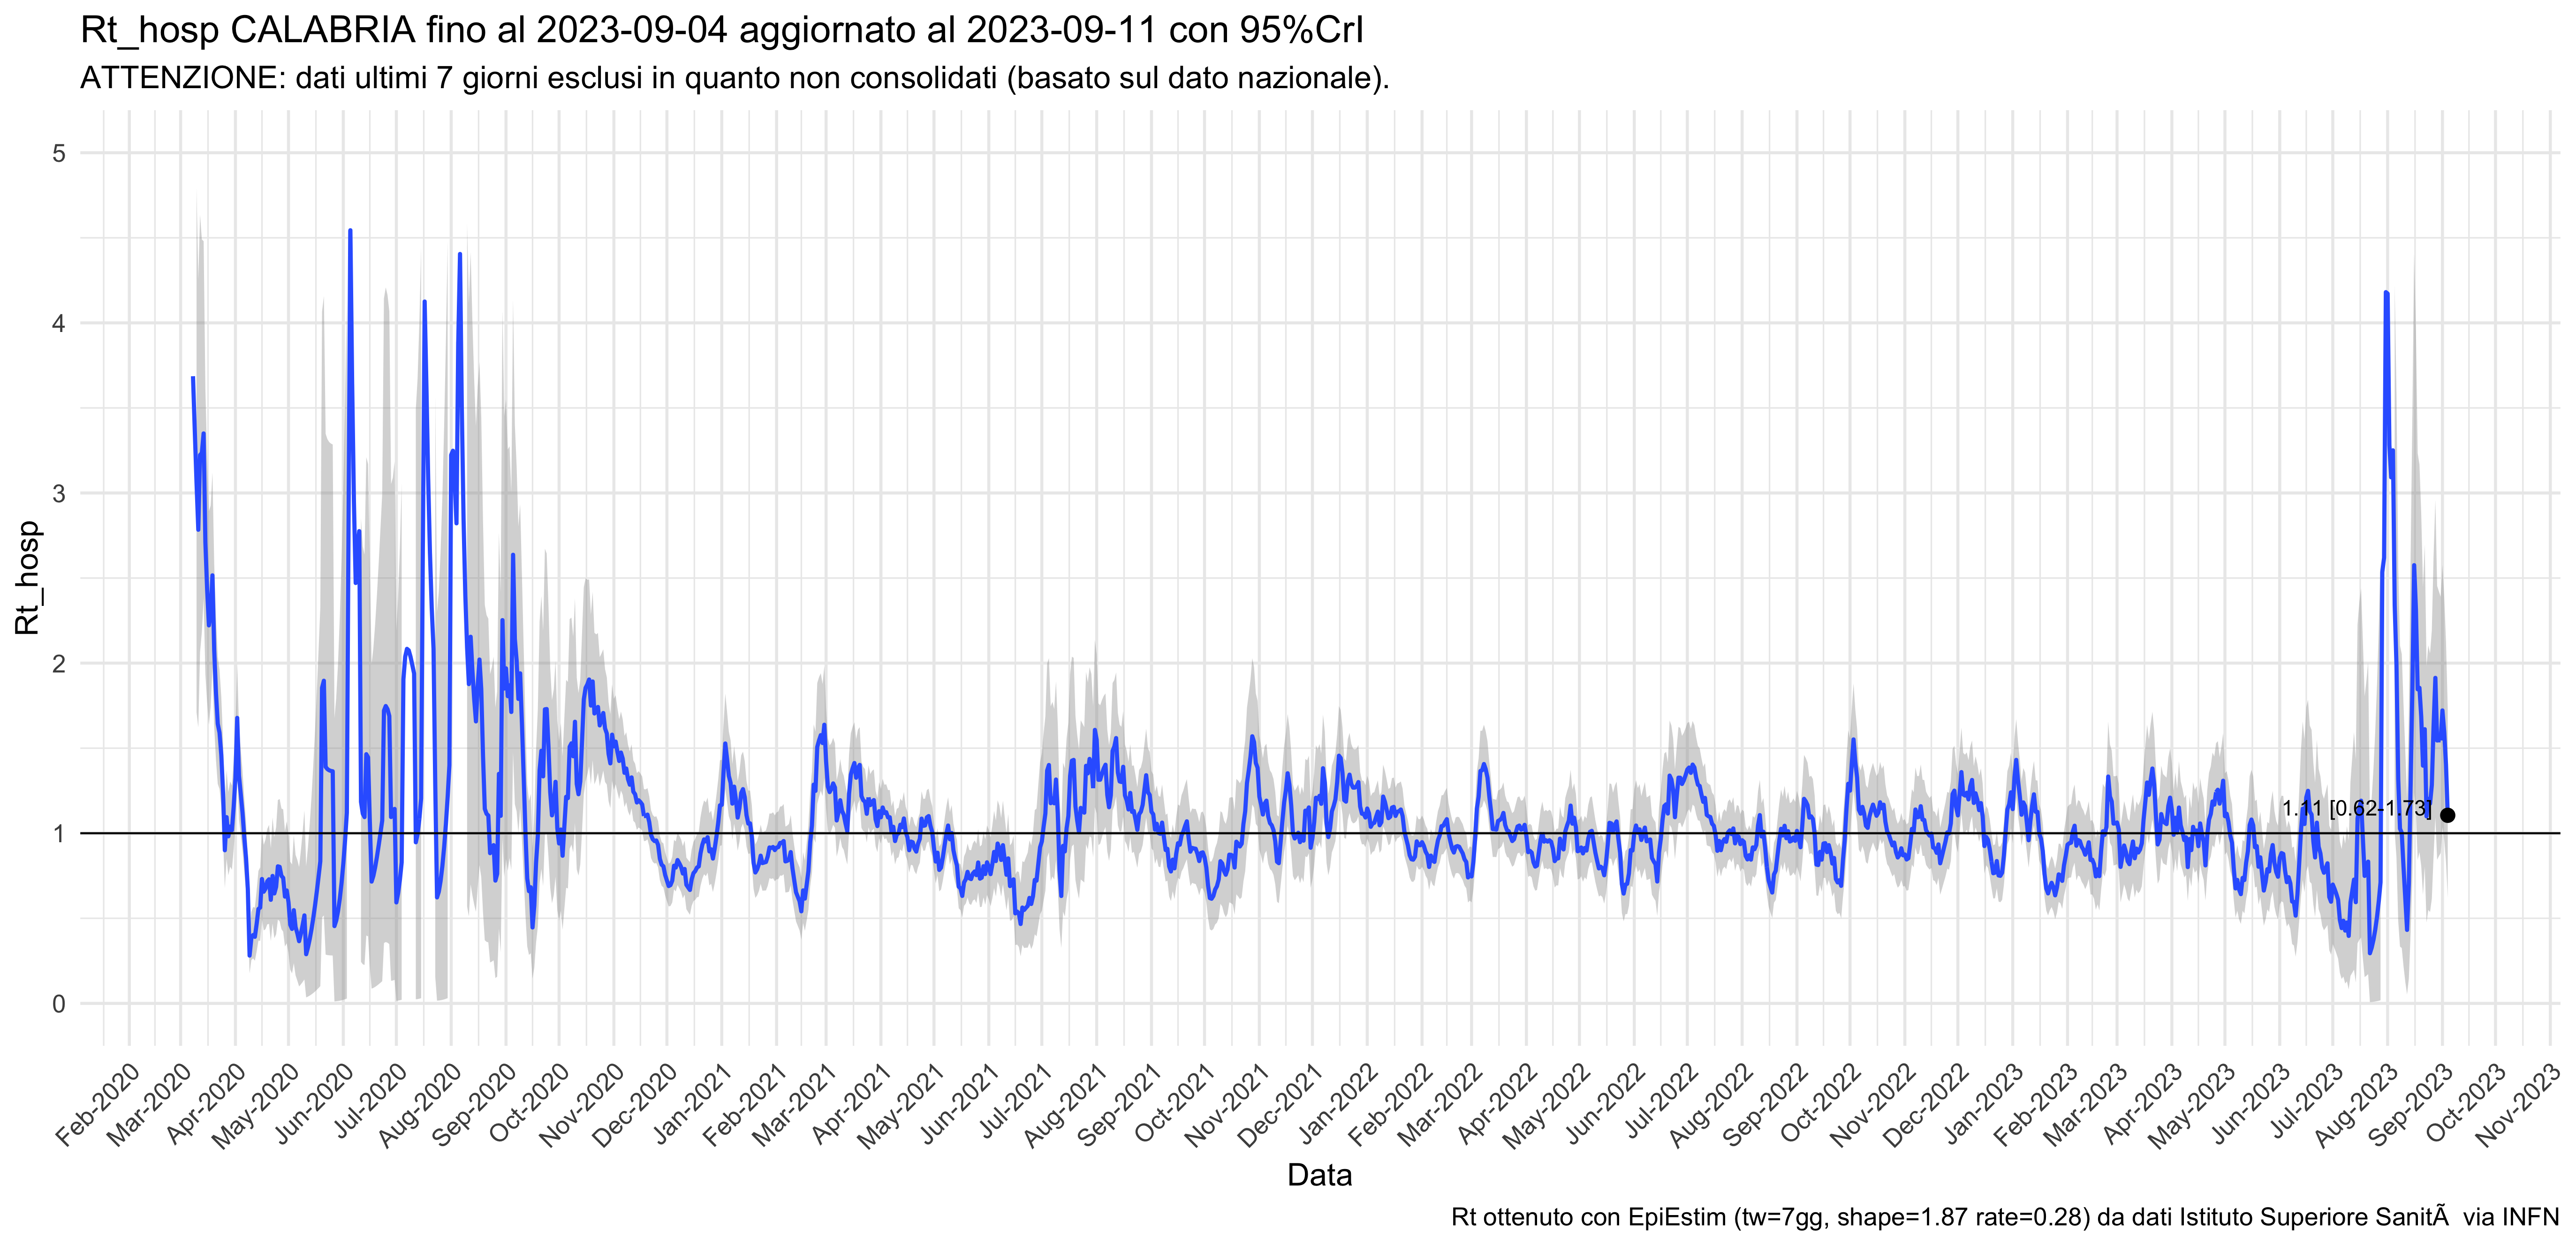 Rt_hosp CALABRIA fino al 2023-09-04 aggiornato al 2023-09-11 con 95%CrI
ATTENZIONE: dati ultimi 7 giorni esclusi in quanto non consolidati (basato sul dato nazionale).
5
4
3
2
1
0
Rt_hosp
1.11 [0.62-1.73]
Feb-2020
Mar-2020
Apr-2020
May-2020
Jun-2020
Jul-2020
Aug-2020
Sep-2020
Oct-2020
Nov-2020
Dec-2020
Jan-2021
Feb-2021
Mar-2021
Apr-2021
May-2021
Jun-2021
Jul-2021
Aug-2021
Sep-2021
Oct-2021
Nov-2021
Dec-2021
Jan-2022
Feb-2022
Mar-2022
Apr-2022
May-2022
Jun-2022
Jul-2022
Aug-2022
Sep-2022
Oct-2022
Nov-2022
Dec-2022
Jan-2023
Feb-2023
Mar-2023
Apr-2023
May-2023
Jun-2023
Jul-2023
Aug-2023
Sep-2023
Oct-2023
Nov-2023
Data
Rt ottenuto con EpiEstim (tw=7gg, shape=1.87 rate=0.28) da dati Istituto Superiore SanitÃ  via INFN